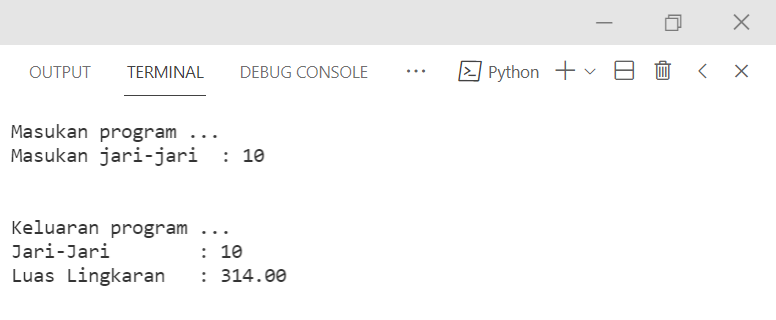 OUTPUT TERMINAL DEBUG CONSOLE ... Python
Masukan program ...
Masukan jari-jari  : 10
Keluaran program ...
Jari-Jari        : 10
Luas Lingkaran   : 314.00